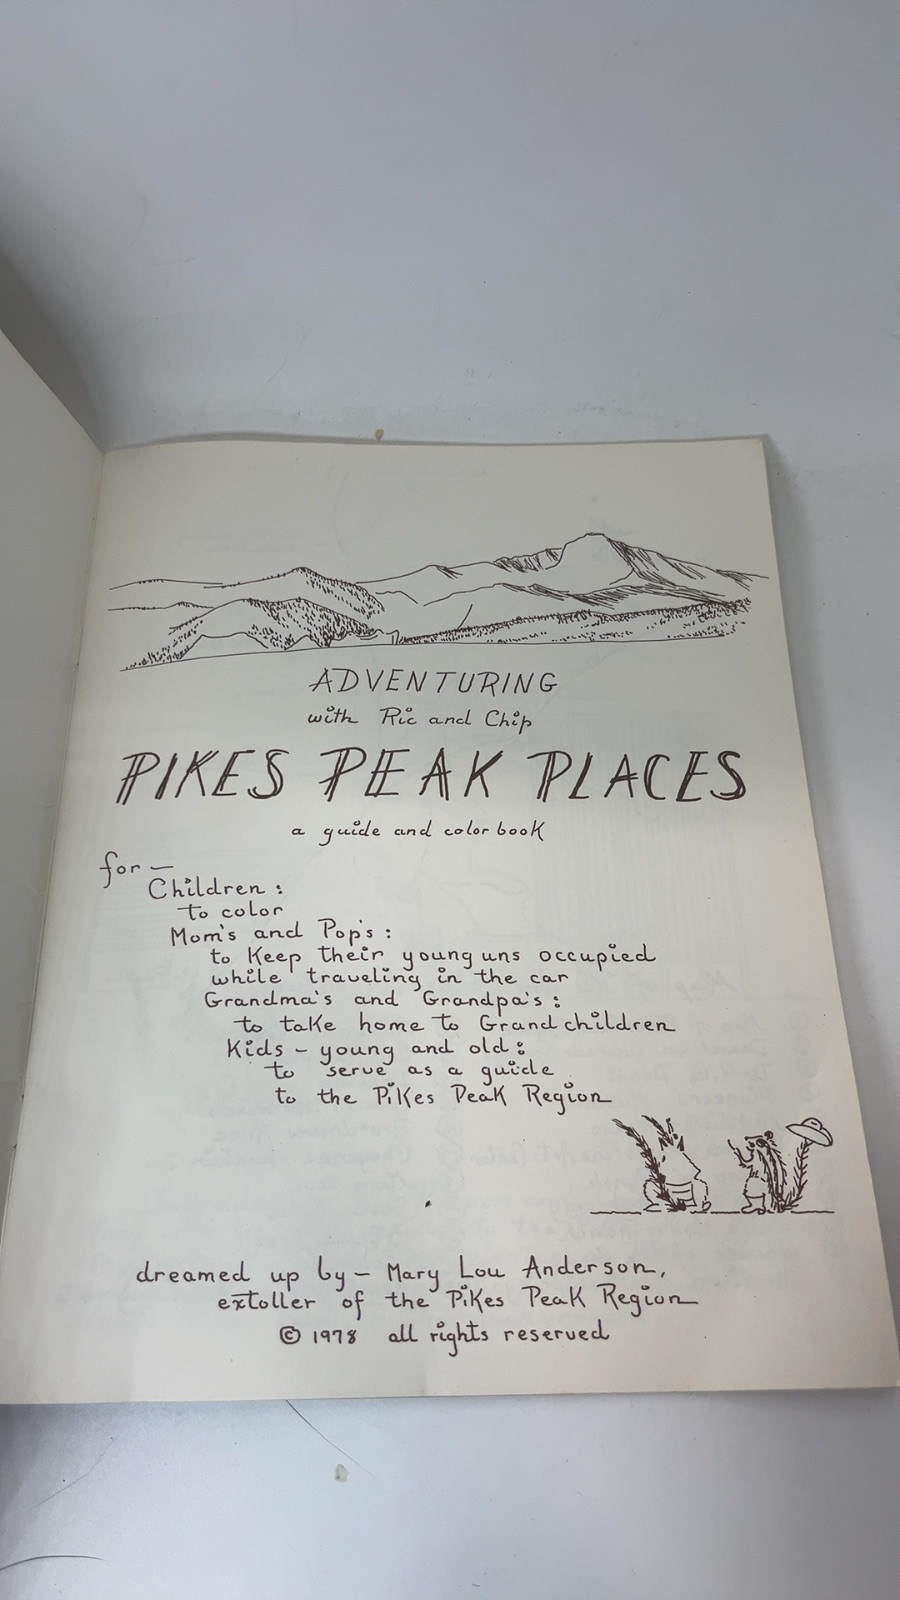 ADVENTURING
with Ric and Chip
PIKES PEAK PLACES
a guide and color book
for —
Children :
to color
Mom's and Pop's :
to keep their young uns occupied
while traveling in the car
Grandma's and Grandpa's :
to take home to Grandchildren
Kids - young and old :
to serve as a guide
to the Pikes Peak Region
dreamed up by - Mary Lou Anderson,
extoller of the Pikes Peak Region
© 1978 all rights reserved